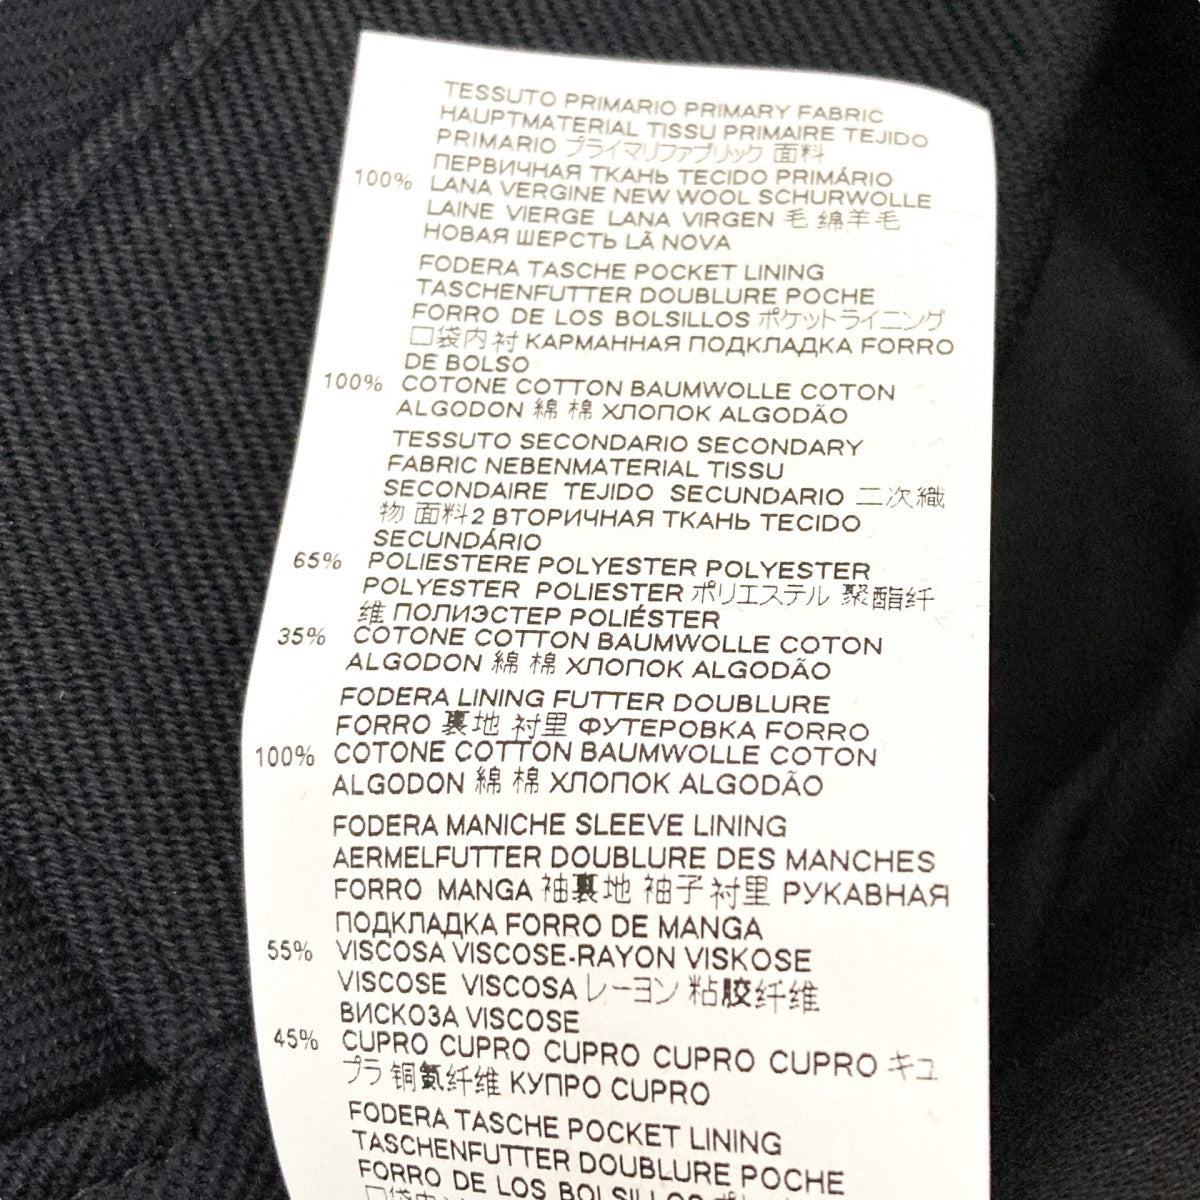 TESSUTO PRIMARIO PRIMARY FABRIC
HAUPTMATERIAL TISSU PRIMAIRE TEJIDO
PRIMARIO プライマリファブリック 面料
ПЕРВИЧНАЯ ТКАНЬ TECIDO PRIMÁRIO
100% LANA VERGINE NEW WOOL SCHURWOLLE
LAINE VIERGE LANA VIRGEN 毛 绵羊毛
НОВАЯ ШЕРСТЬ LÃ NOVA
FODERA TASCHE POCKET LINING
TASCHENFUTTER DOUBLURE POCHE
FORRO DE LOS BOLSILLOS ポケットライニング
口袋内衬 КАРМАННАЯ ПОДКЛАДКА FORRO
DE BOLSO
100% COTONE COTTON BAUMWOLLE COTON
ALGODON 綿 棉 ХЛОПОК ALGODÃO
TESSUTO SECONDARIO SECONDARY
FABRIC NEBENMATERIAL TISSU
SECONDAIRE TEJIDO SECUNDARIO 二次織
物 面料2 ВТОРИЧНАЯ ТКАНЬ TECIDO
SECUNDÁRIO
65% POLIESTERE POLYESTER POLYESTER
POLYESTER POLIESTER ポリエステル 聚酯纤
维 ПОЛИЭСТЕР POLIÉSTER
35% COTONE COTTON BAUMWOLLE COTON
ALGODON 綿 棉 ХЛОПОК ALGODÃO
FODERA LINING FUTTER DOUBLURE
FORRO 裏地 衬里 ФУТЕРОВКА FORRO
100% COTONE COTTON BAUMWOLLE COTON
ALGODON 綿 棉 ХЛОПОК ALGODÃO
FODERA MANICHE SLEEVE LINING
AERMELFUTTER DOUBLURE DES MANCHES
FORRO MANGA 袖裏地 袖子衬里 РУКАВНАЯ
ПОДКЛАДКА FORRO DE MANGA
55% VISCOSA VISCOSE-RAYON VISKOSE
VISCOSE VISCOSA レーヨン 粘胶纤维
ВИСКОЗА VISCOSE
45% CUPRO CUPRO CUPRO CUPRO CUPRO キュ
プラ 铜氨纤维 КУПРО CUPRO
FODERA TASCHE POCKET LINING
TASCHENFUTTER DOUBLURE POCHE
FORRO DE LOS BOLSILLOS